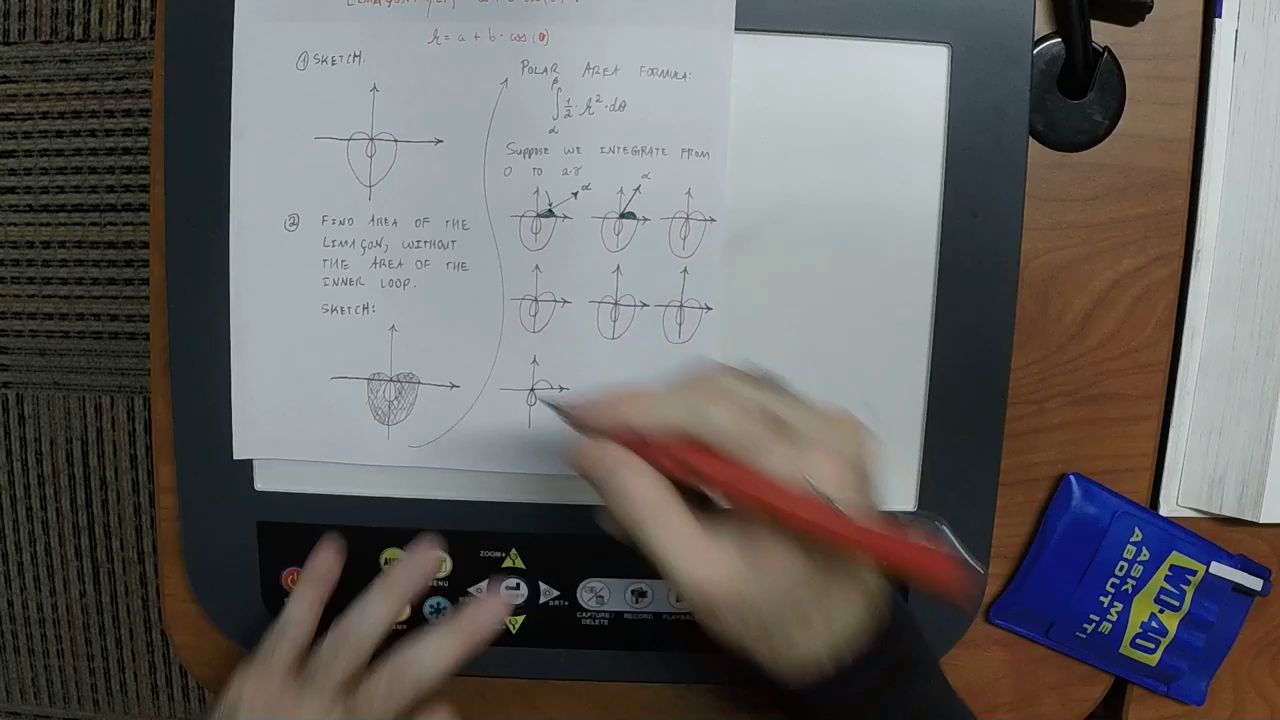 r = a + b · cos(θ)
① SKETCH.
② FIND AREA OF THE
LIMAÇON, WITHOUT
THE AREA OF THE
INNER LOOP.
SKETCH:
POLAR AREA FORMULA:
∫ α β 1/2 · r² · dθ
SUPPOSE WE INTEGRATE FROM
0 TO 2·π
α
α
ZOOM+
MENU
CAPTURE/
DELETE
RECORD
WD-40
ASK ME
ABOUT IT!